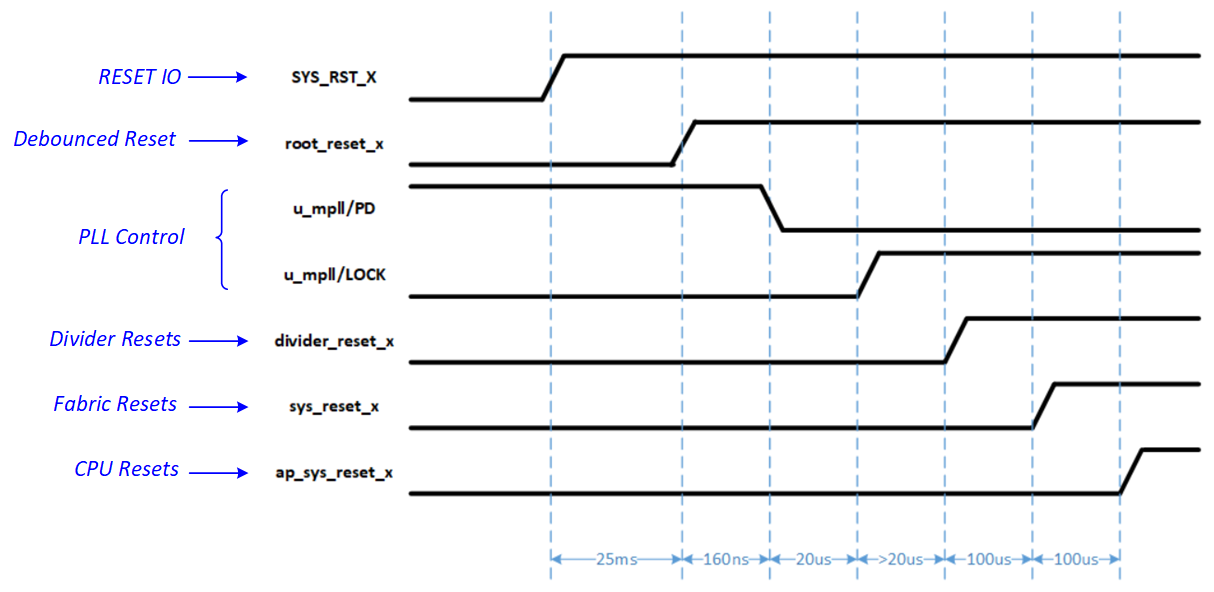 RESET IO SYS_RST_X
Debounced Reset root_reset_x
u_mpll/PD
PLL Control
u_mpll/LOCK
Divider Resets divider_reset_x
Fabric Resets sys_reset_x
CPU Resets ap_sys_reset_x
25ms 160ns 20us >20us 100us 100us